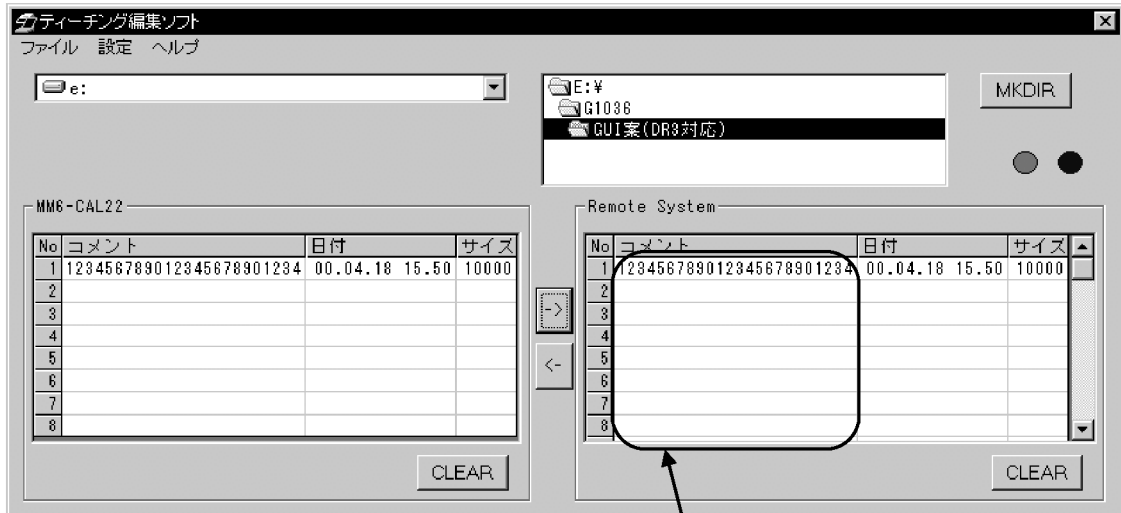 ティーチング編集ソフト
ファイル 設定 ヘルプ
e:
E:¥
G1036
GUI案(DR3対応)
MKDIR
MM6-CAL22
No コメント 日付 サイズ
1 123456789012345678901234 00.04.18 15.50 10000
2
3
4
5
6
7
8
CLEAR
->
<-
Remote System
No コメント 日付 サイズ
1 123456789012345678901234 00.04.18 15.50 10000
2
3
4
5
6
7
8
CLEAR